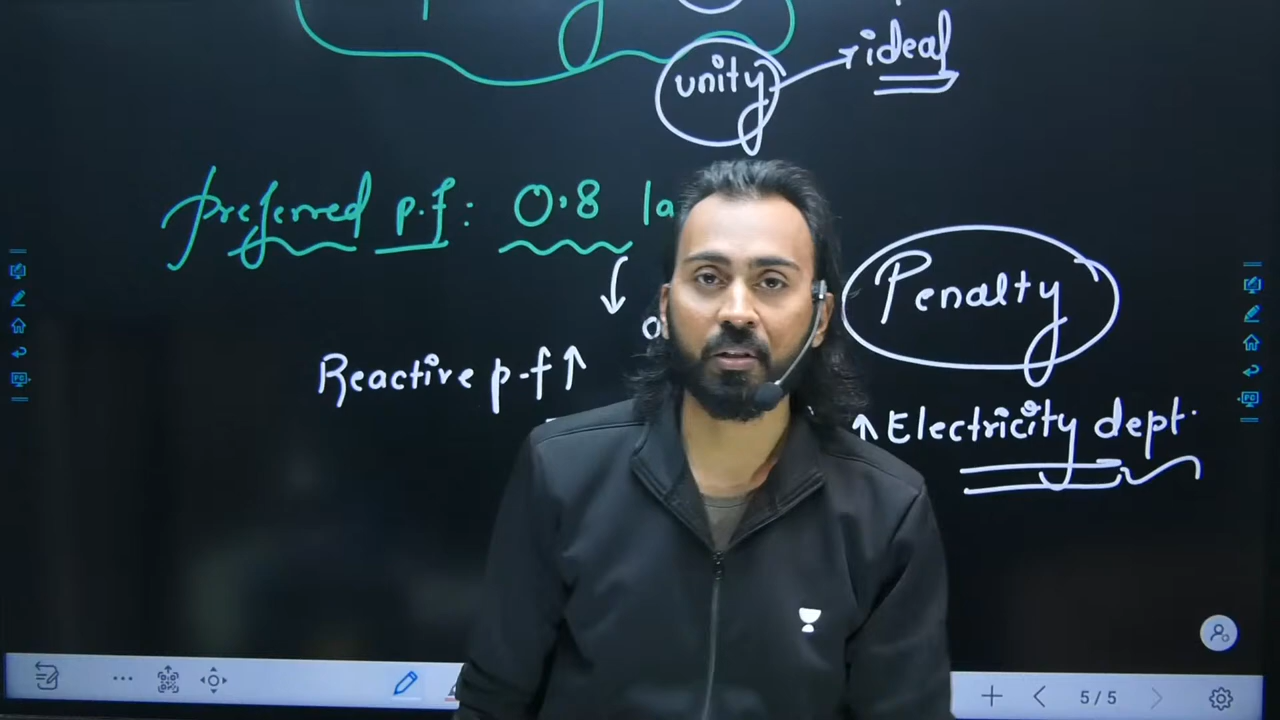 unity ideal
preferred p.f: 0.8 la
Penalty
Reactive p.f ↑
↑ Electricity dept.
5/5